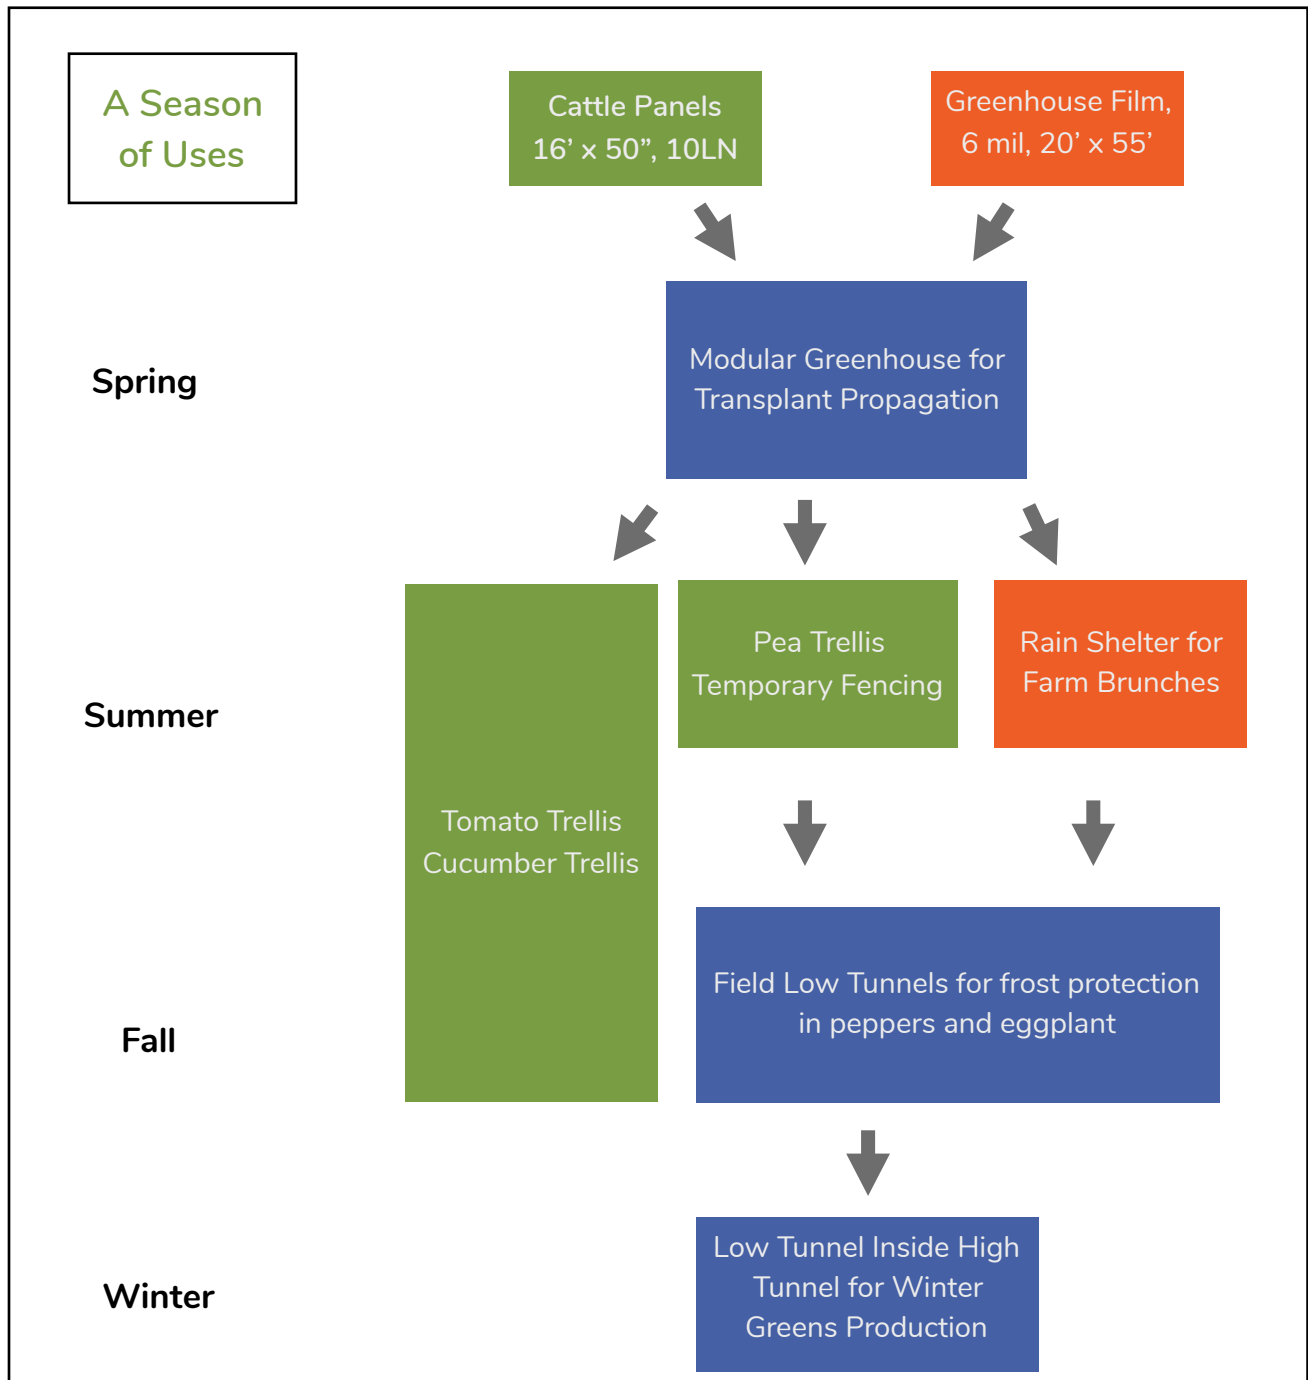 A Season
of Uses
Cattle Panels
16’ x 50”, 10LN
Greenhouse Film,
6 mil, 20’ x 55’
Spring
Modular Greenhouse for
Transplant Propagation
Summer
Tomato Trellis
Cucumber Trellis
Pea Trellis
Temporary Fencing
Rain Shelter for
Farm Brunches
Fall
Field Low Tunnels for frost protection
in peppers and eggplant
Winter
Low Tunnel Inside High
Tunnel for Winter
Greens Production